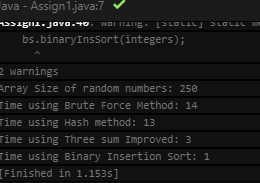 Java - Assign1.java:7
Assign1.java:40: warning: [static] static me
bs.binaryInsSort(integers);
^
2 warnings
Array Size of random numbers: 250
Time using Brute Force Method: 14
Time using Hash method: 13
Time using Three sum Improved: 3
Time using Binary Insertion Sort: 1
[Finished in 1.153s]